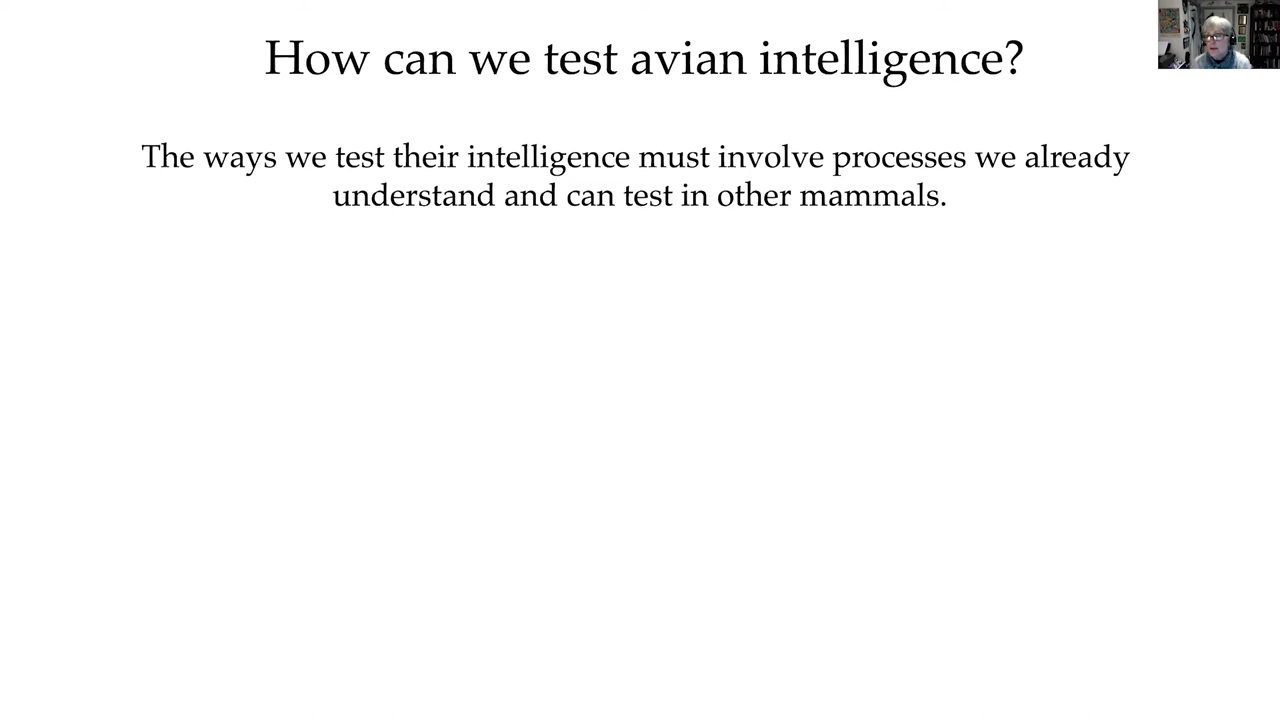 How can we test avian intelligence?
The ways we test their intelligence must involve processes we already
understand and can test in other mammals.